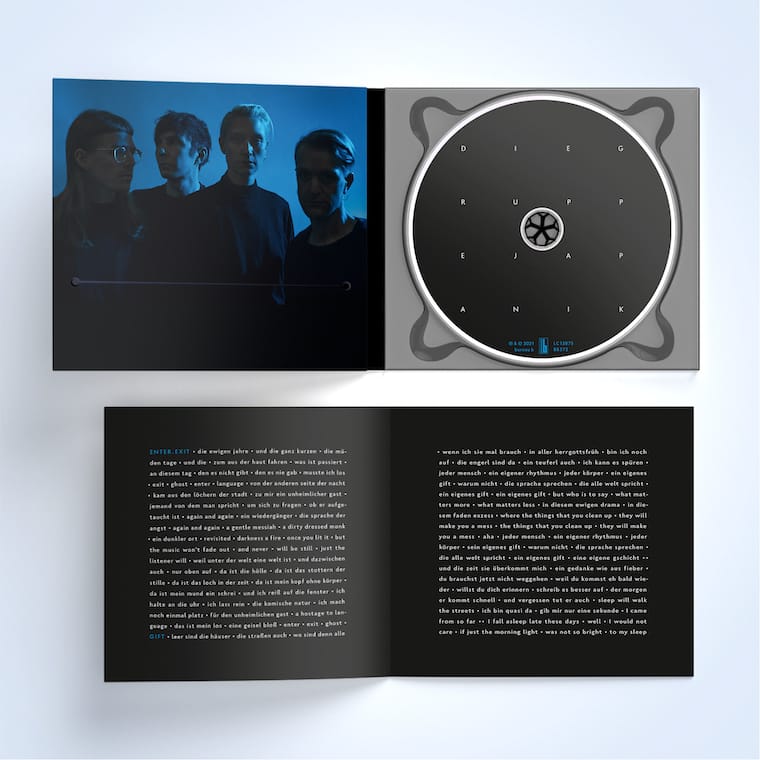 D I E G
R U P P
E J A P
A N I K
℗ & © 2021
bureau b
LC 13875
BB 372
ENTER.EXIT • die ewigen jahre • und die ganz kurzen • die mü-
den tage • und die • zum aus der haut fahren • was ist passiert •
an diesem tag • den es nicht gibt • den es nie gab • musste ich los
• exit • ghost • enter • language • von der anderen seite der nacht
• kam aus den löchern der stadt • zu mir ein unheimlicher gast •
jemand von dem man spricht • um sich zu fragen • ob er aufge-
taucht ist • again and again • ein wiedergänger • die sprache der
angst • again and again • a gentle messiah • a dirty dressed monk
• ein dunkler ort • revisited • darkness a fire • once you lit it • but
the music won't fade out • and never • will be still • just the
listener will • weil unter der welt eine welt ist • und dazwischen
auch • nur oben auf • da ist die hölle • da ist das stottern der
stille • da ist das loch in der zeit • da ist mein kopf ohne körper •
da ist mein mund ein schrei • und ich reiß auf die fenster • ich
halte an die uhr • ich lass rein • die komische natur • ich mach
noch einmal platz • für den unheimlichen gast • a hostage to lan-
guage • das ist mein los • eine geisel bloß • enter • exit • ghost •
GIFT • leer sind die häuser • die straßen auch • wo sind denn alle
• wenn ich sie mal brauch • in aller herrgottsfrüh • bin ich noch
auf • die engerl sind da • ein teuferl auch • ich kann es spüren •
jeder mensch • ein eigener rhythmus • jeder körper • ein eigenes
gift • warum nicht • die sprache sprechen • die alle welt spricht •
ein eigenes gift • ein eigenes gift • but who is to say • what mat-
ters more • what matters loss • in diesem ewigen drama • in die-
sem faden exzess • where the things that you clean up • they will
make you a mess • the things that you clean up • they will make
you a mess • aha • jeder mensch • ein eigener rhythmus • jeder
körper • sein eigenes gift • warum nicht • die sprache sprechen •
die alle welt spricht • ein eigenes gift • eine eigene gschicht ••
und die zeit sie überkommt mich • ein gedanke wie aus fieber •
du brauchst jetzt nicht weggehen • weil du kommst eh bald wie-
der • willst du dich erinnern • schreib es besser auf • der morgen
er kommt schnell • und vergessen tut er auch • sleep will walk
the streets • ich bin quasi da • gib mir nur eine sekunde • I came
from so far •• I fall asleep late these days • well • I would not
care • if just the morning light • was not so bright • to my sleep